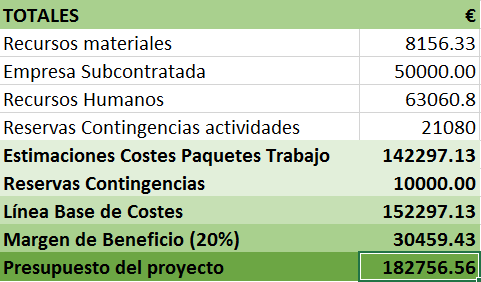 TOTALES €
Recursos materiales 8156.33
Empresa Subcontratada 50000.00
Recursos Humanos 63060.8
Reservas Contingencias actividades 21080
Estimaciones Costes Paquetes Trabajo 142297.13
Reservas Contingencias 10000.00
Línea Base de Costes 152297.13
Margen de Beneficio (20%) 30459.43
Presupuesto del proyecto 182756.56